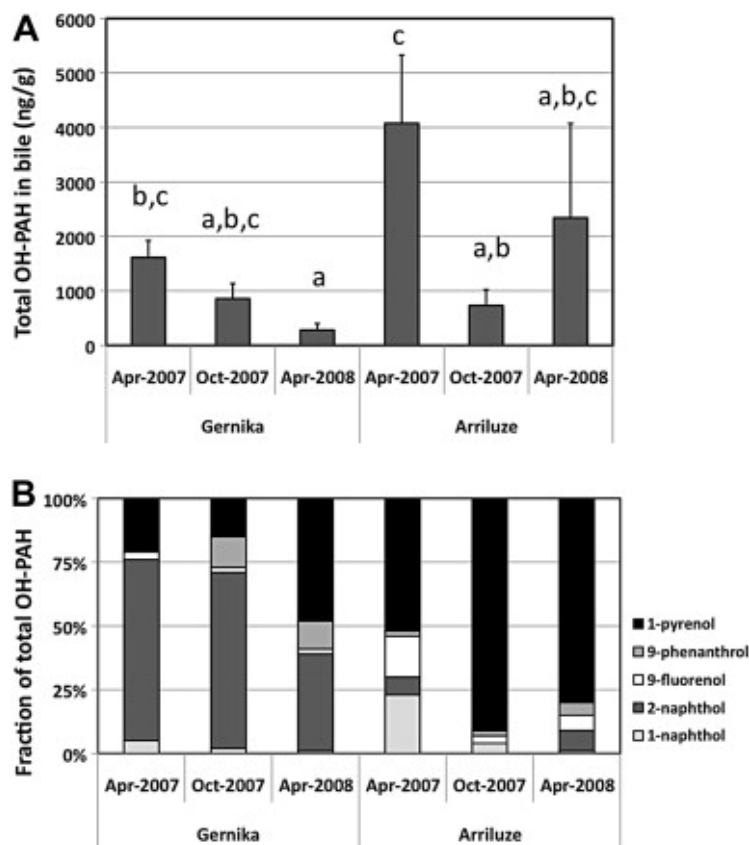 A
Total OH-PAH in bile (ng/g)
6000
5000
4000
3000
2000
1000
0
b,c
a,b,c
a
c
a,b
a,b,c
Apr-2007 Oct-2007 Apr-2008 Apr-2007 Oct-2007 Apr-2008
Gernika Arriluze
B
Fraction of total OH-PAH
100%
75%
50%
25%
0%
1-pyrenol
9-phenanthrol
9-fluorenol
2-naphthol
1-naphthol
Apr-2007 Oct-2007 Apr-2008 Apr-2007 Oct-2007 Apr-2008
Gernika Arriluze